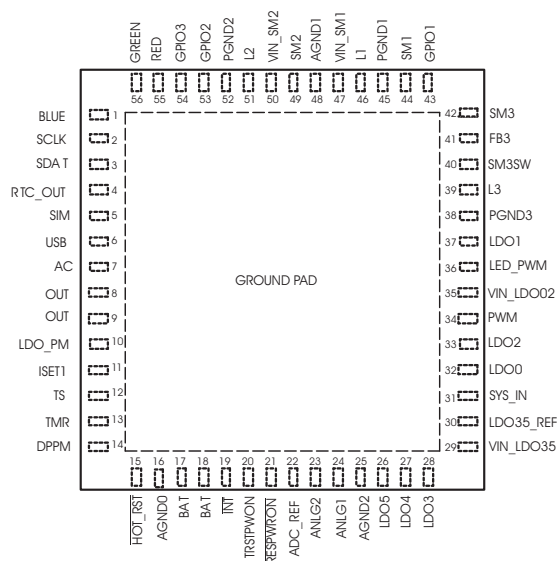 GREEN
RED
GPIO3
GPIO2
PGND2
L2
VIN_SM2
SM2
AGND1
VIN_SM1
L1
PGND1
SM1
GPIO1
56 55 54 53 52 51 50 49 48 47 46 45 44 43
BLUE 1
SCLK 2
SDAT 3
RTC_OUT 4
SIM 5
USB 6
AC 7
OUT 8
OUT 9
LDO_PM 10
ISET1 11
TS 12
TMR 13
DPPM 14
GROUND PAD
42 SM3
41 FB3
40 SM3SW
39 L3
38 PGND3
37 LDO1
36 LED_PWM
35 VIN_LDO02
34 PWM
33 LDO2
32 LDO0
31 SYS_IN
30 LDO35_REF
29 VIN_LDO35
15 16 17 18 19 20 21 22 23 24 25 26 27 28
HOT_RST
AGND0
BAT
BAT
INT
TRSTPWON
RESPWRON
ADC_REF
ANLG2
ANLG1
AGND2
LDO5
LDO4
LDO3